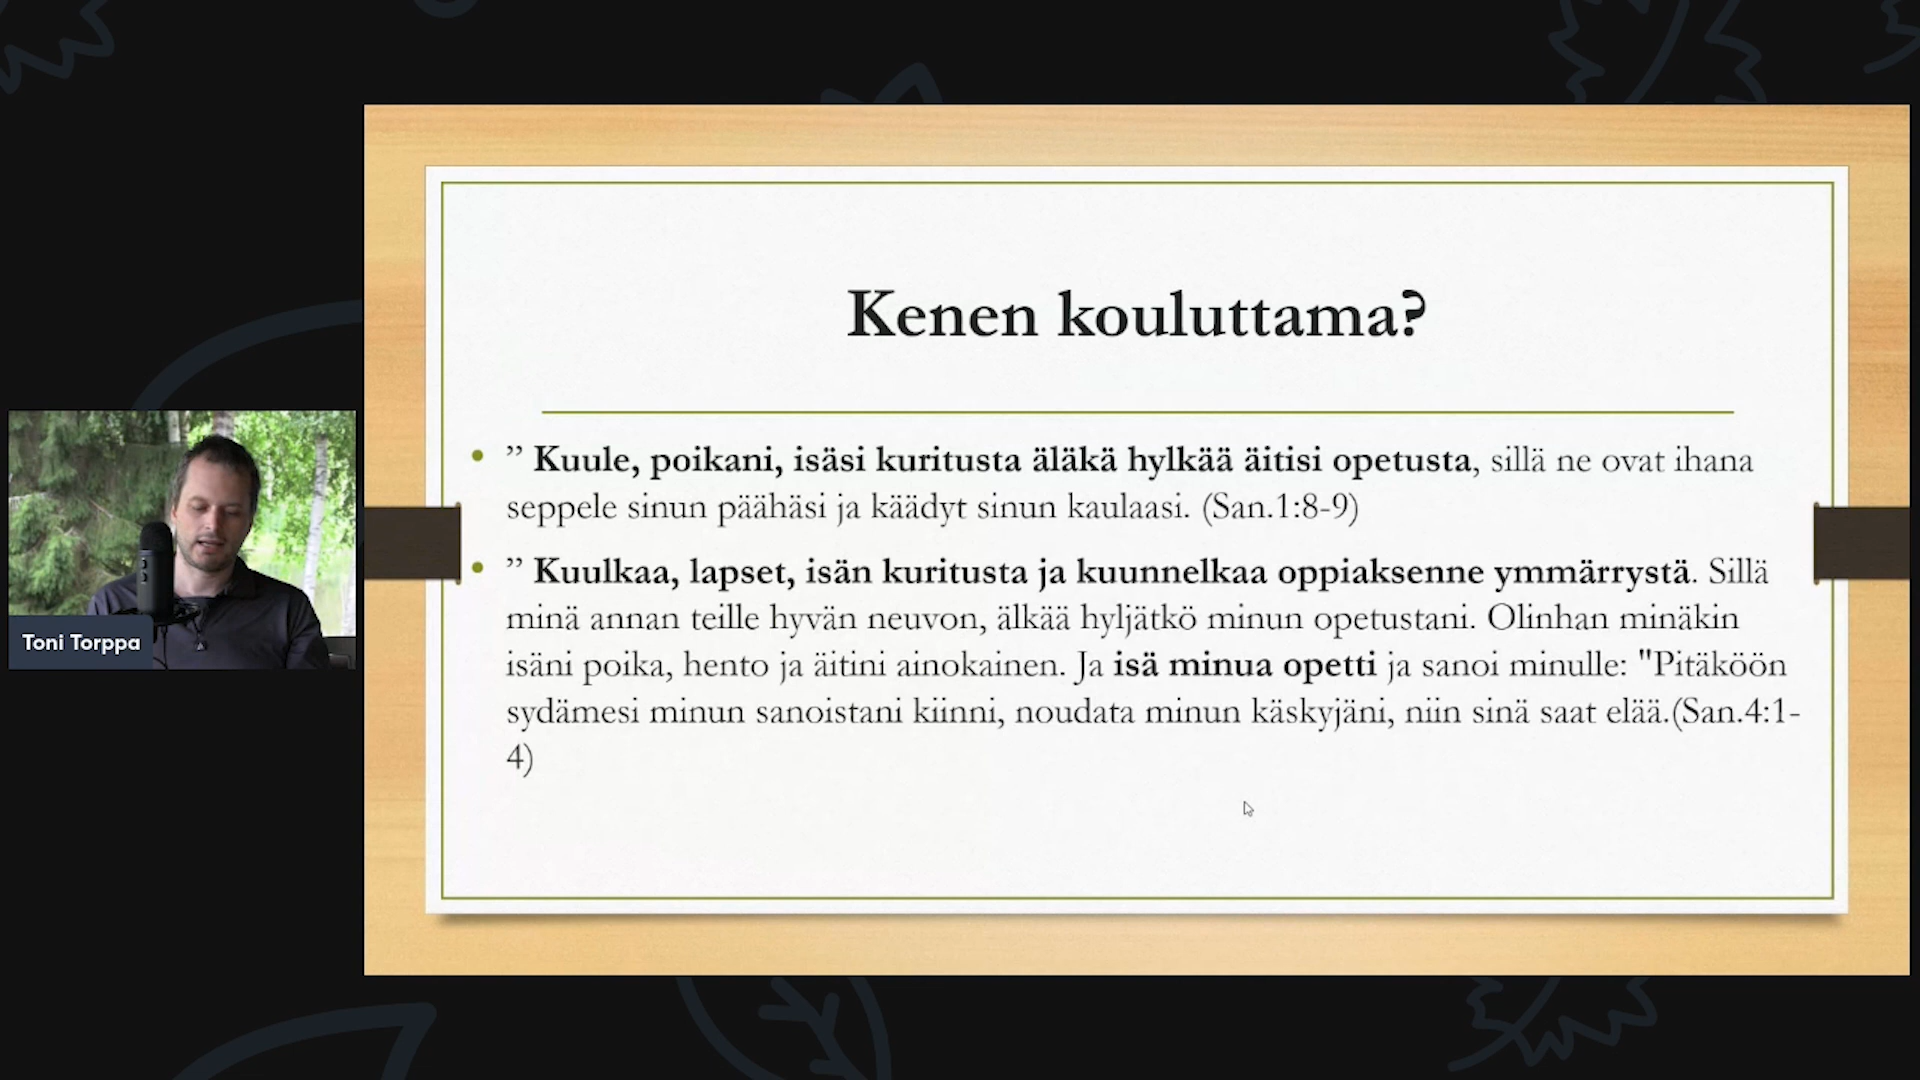 Kenen kouluttama?
• ” Kuule, poikani, isäsi kuritusta äläkä hylkää äitisi opetusta, sillä ne ovat ihana
seppele sinun päähäsi ja käädyt sinun kaulaasi. (San.1:8-9)
• ” Kuulkaa, lapset, isän kuritusta ja kuunnelkaa oppiaksenne ymmärrystä. Sillä
minä annan teille hyvän neuvon, älkää hyljätkö minun opetustani. Olinhan minäkin
isäni poika, hento ja äitini ainokainen. Ja isä minua opetti ja sanoi minulle: "Pitäköön
sydämesi minun sanoistani kiinni, noudata minun käskyjäni, niin sinä saat elää.(San.4:1-
4)
Toni Torppa